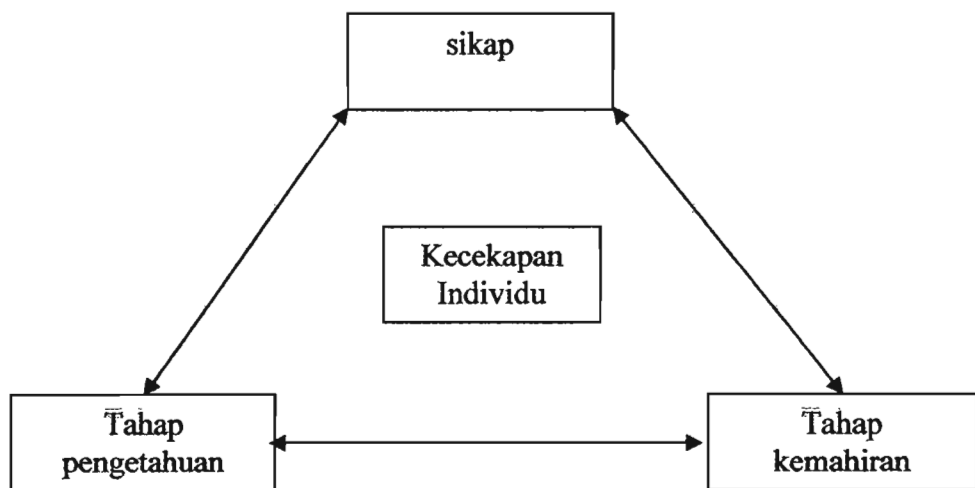 sikap
Kecekapan
Individu
Tahap
pengetahuan
Tahap
kemahiran